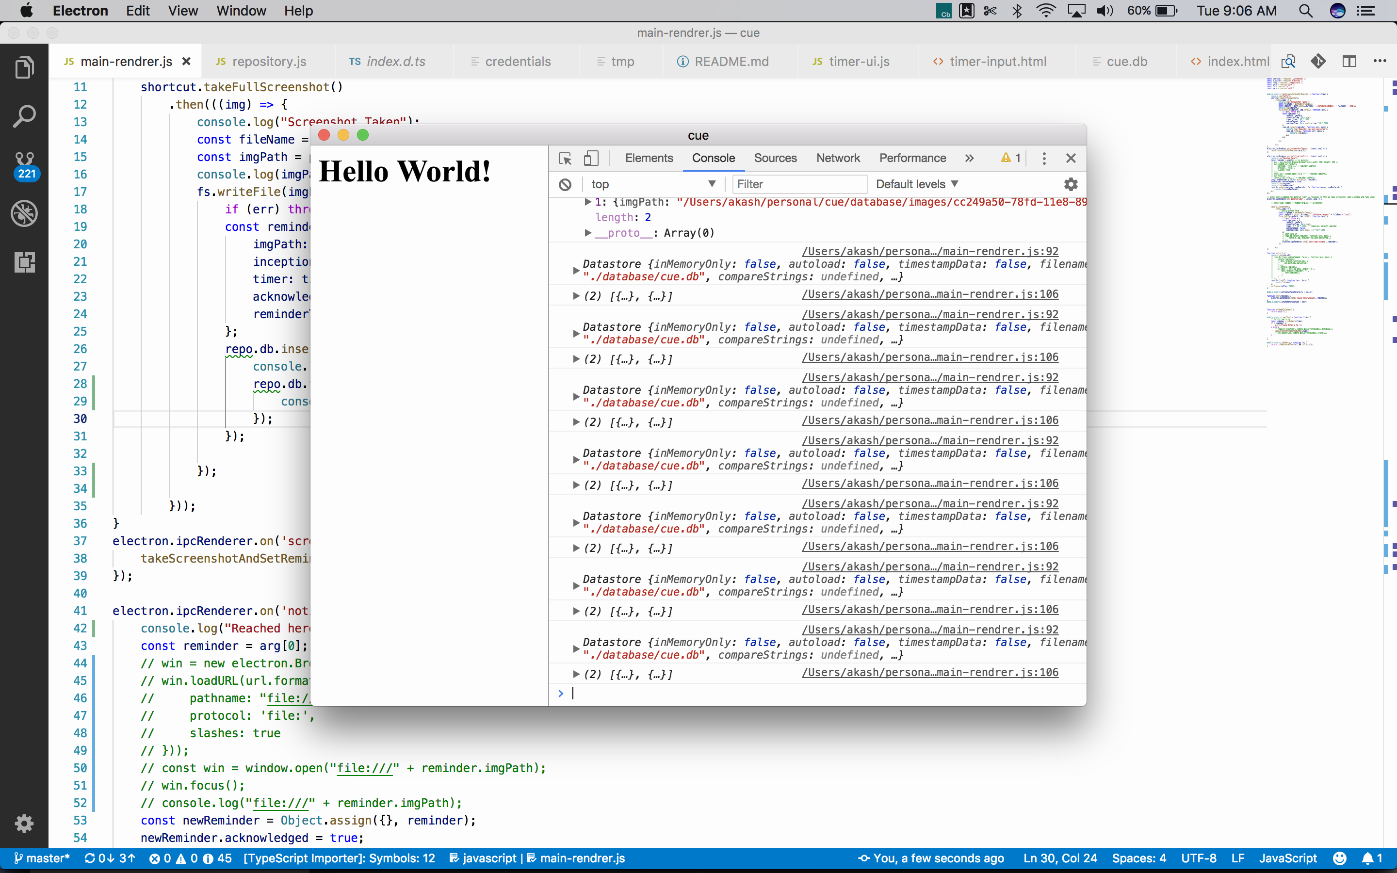 Electron Edit View Window Help
Cb 60% Tue 9:06 AM
main-rendrer.js — cue
JS main-rendrer.js JS repository.js TS index.d.ts credentials tmp README.md JS timer-ui.js <> timer-input.html cue.db <> index.html
11 shortcut.takeFullScreenshot()
12 .then(((img) => {
13 console.log("Screenshot Taken");
14 const fileName =
15 const imgPath =
16 console.log(imgPa
17 fs.writeFile(img
18 if (err) thr
19 const remind
20 imgPath:
21 inception
22 timer: t
23 acknowled
24 reminder
25 };
26 repo.db.inse
27 console.
28 repo.db.
29 cons
30 });
31 });
32
33 });
34
35 }));
36 }
37 electron.ipcRenderer.on('scre
38 takeScreenshotAndSetRemin
39 });
40
41 electron.ipcRenderer.on('not
42 console.log("Reached here
43 const reminder = arg[0];
44 // win = new electron.Bro
45 // win.loadURL(url.format
46 // pathname: "file:/
47 // protocol: 'file:',
48 // slashes: true
49 // }));
50 // const win = window.open("file:///" + reminder.imgPath);
51 // win.focus();
52 // console.log("file:///" + reminder.imgPath);
53 const newReminder = Object.assign({}, reminder);
54 newReminder.acknowledged = true;
221
cue
Hello World!
Elements Console Sources Network Performance » 1
top Filter Default levels
1: {imgPath: "/Users/akash/personal/cue/database/images/cc249a50-78fd-11e8-89
length: 2
__proto__: Array(0)
/Users/akash/persona…/main-rendrer.js:92
Datastore {inMemoryOnly: false, autoload: false, timestampData: false, filename
"./database/cue.db", compareStrings: undefined, …}
(2) [{…}, {…}] /Users/akash/persona…main-rendrer.js:106
/Users/akash/persona…/main-rendrer.js:92
Datastore {inMemoryOnly: false, autoload: false, timestampData: false, filename
"./database/cue.db", compareStrings: undefined, …}
(2) [{…}, {…}] /Users/akash/persona…main-rendrer.js:106
/Users/akash/persona…/main-rendrer.js:92
Datastore {inMemoryOnly: false, autoload: false, timestampData: false, filename
"./database/cue.db", compareStrings: undefined, …}
(2) [{…}, {…}] /Users/akash/persona…main-rendrer.js:106
/Users/akash/persona…/main-rendrer.js:92
Datastore {inMemoryOnly: false, autoload: false, timestampData: false, filename
"./database/cue.db", compareStrings: undefined, …}
(2) [{…}, {…}] /Users/akash/persona…main-rendrer.js:106
/Users/akash/persona…/main-rendrer.js:92
Datastore {inMemoryOnly: false, autoload: false, timestampData: false, filename
"./database/cue.db", compareStrings: undefined, …}
(2) [{…}, {…}] /Users/akash/persona…main-rendrer.js:106
/Users/akash/persona…/main-rendrer.js:92
Datastore {inMemoryOnly: false, autoload: false, timestampData: false, filename
"./database/cue.db", compareStrings: undefined, …}
(2) [{…}, {…}] /Users/akash/persona…main-rendrer.js:106
/Users/akash/persona…/main-rendrer.js:92
Datastore {inMemoryOnly: false, autoload: false, timestampData: false, filename
"./database/cue.db", compareStrings: undefined, …}
(2) [{…}, {…}] /Users/akash/persona…main-rendrer.js:106
>
master* 0↓ 3↑ 0 0 45 [TypeScript Importer]: Symbols: 12 javascript | main-rendrer.js You, a few seconds ago Ln 30, Col 24 Spaces: 4 UTF-8 LF JavaScript 1